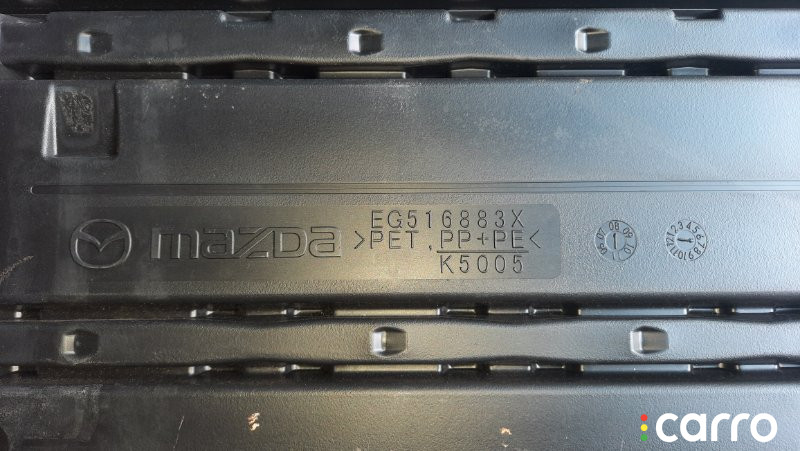 mazda
EG516883X
>PET,PP+PE<
K5005
carro